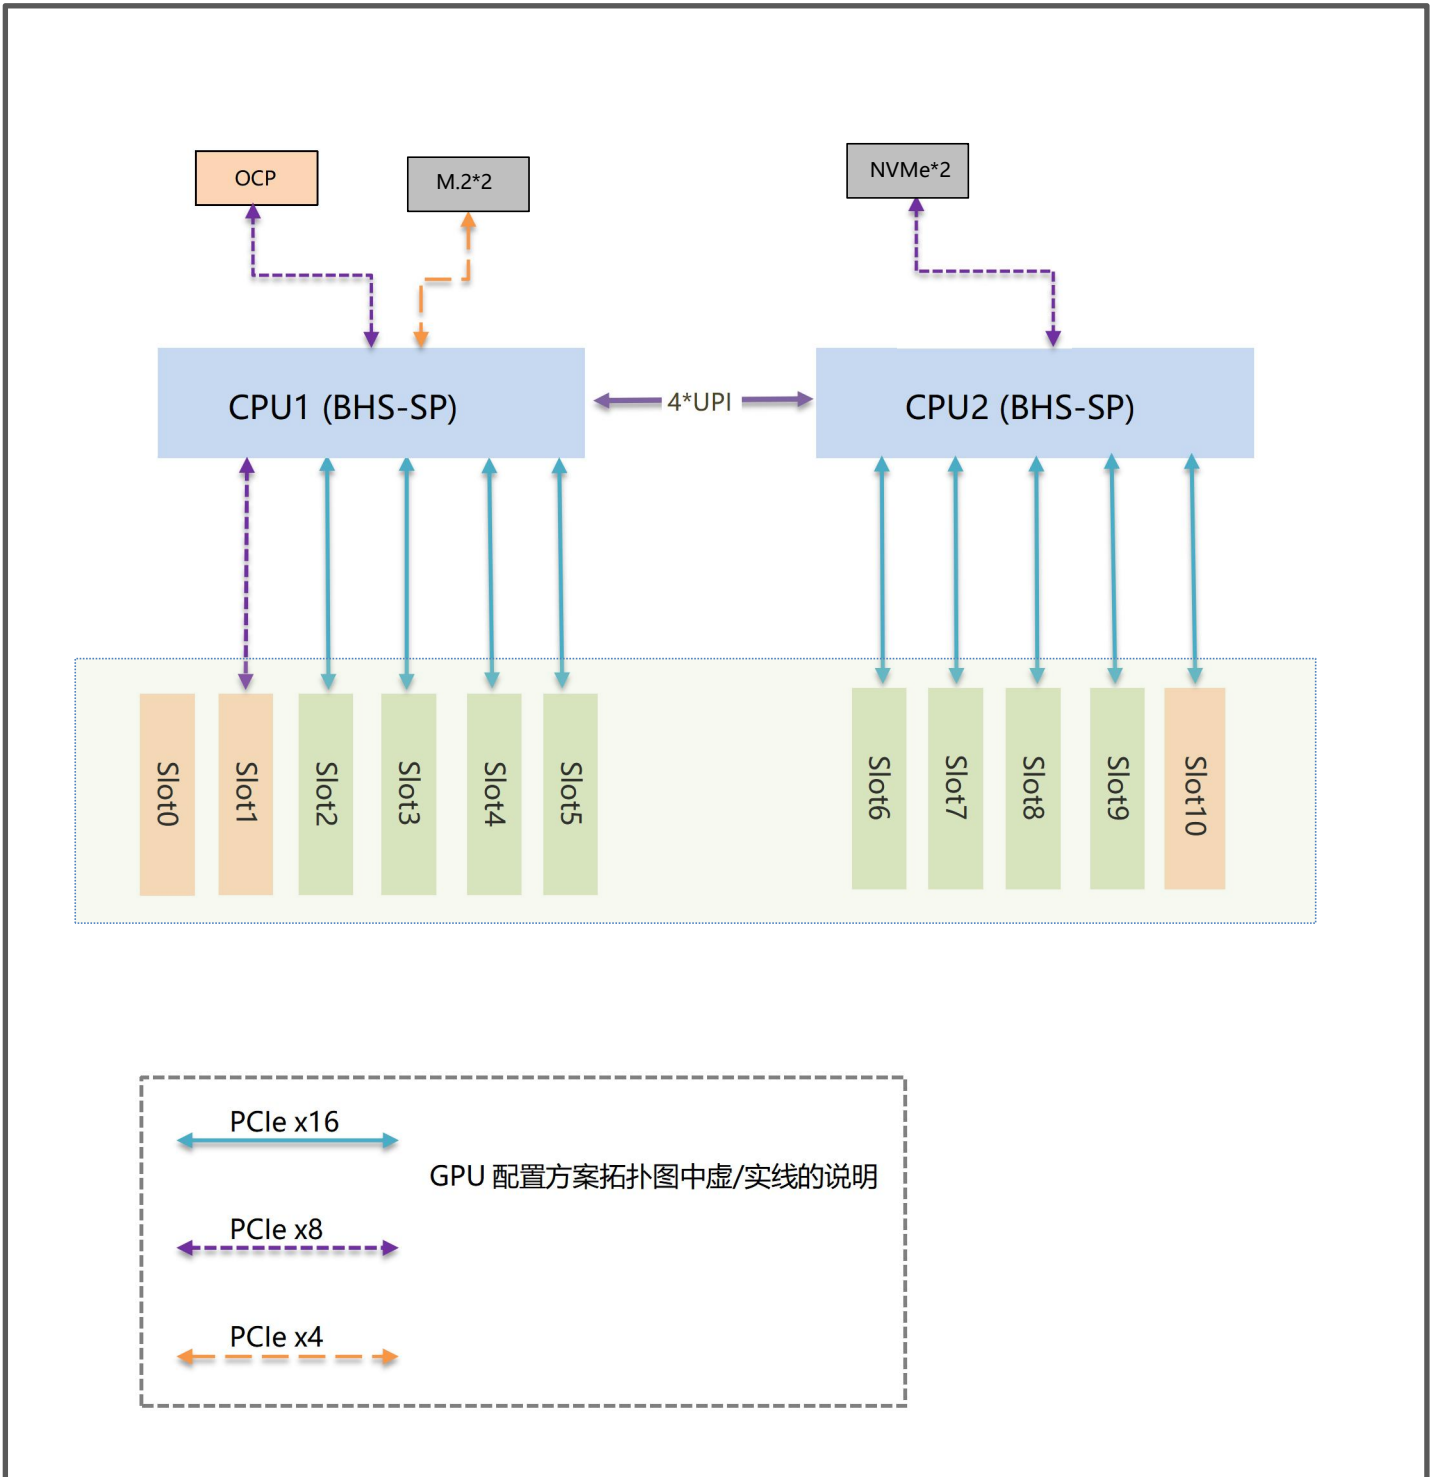 OCP
M.2*2
NVMe*2
CPU1 (BHS-SP)
4*UPI
CPU2 (BHS-SP)
Slot0
Slot1
Slot2
Slot3
Slot4
Slot5
Slot6
Slot7
Slot8
Slot9
Slot10
PCIe x16
GPU 配置方案拓扑图中虚/实线的说明
PCIe x8
PCIe x4